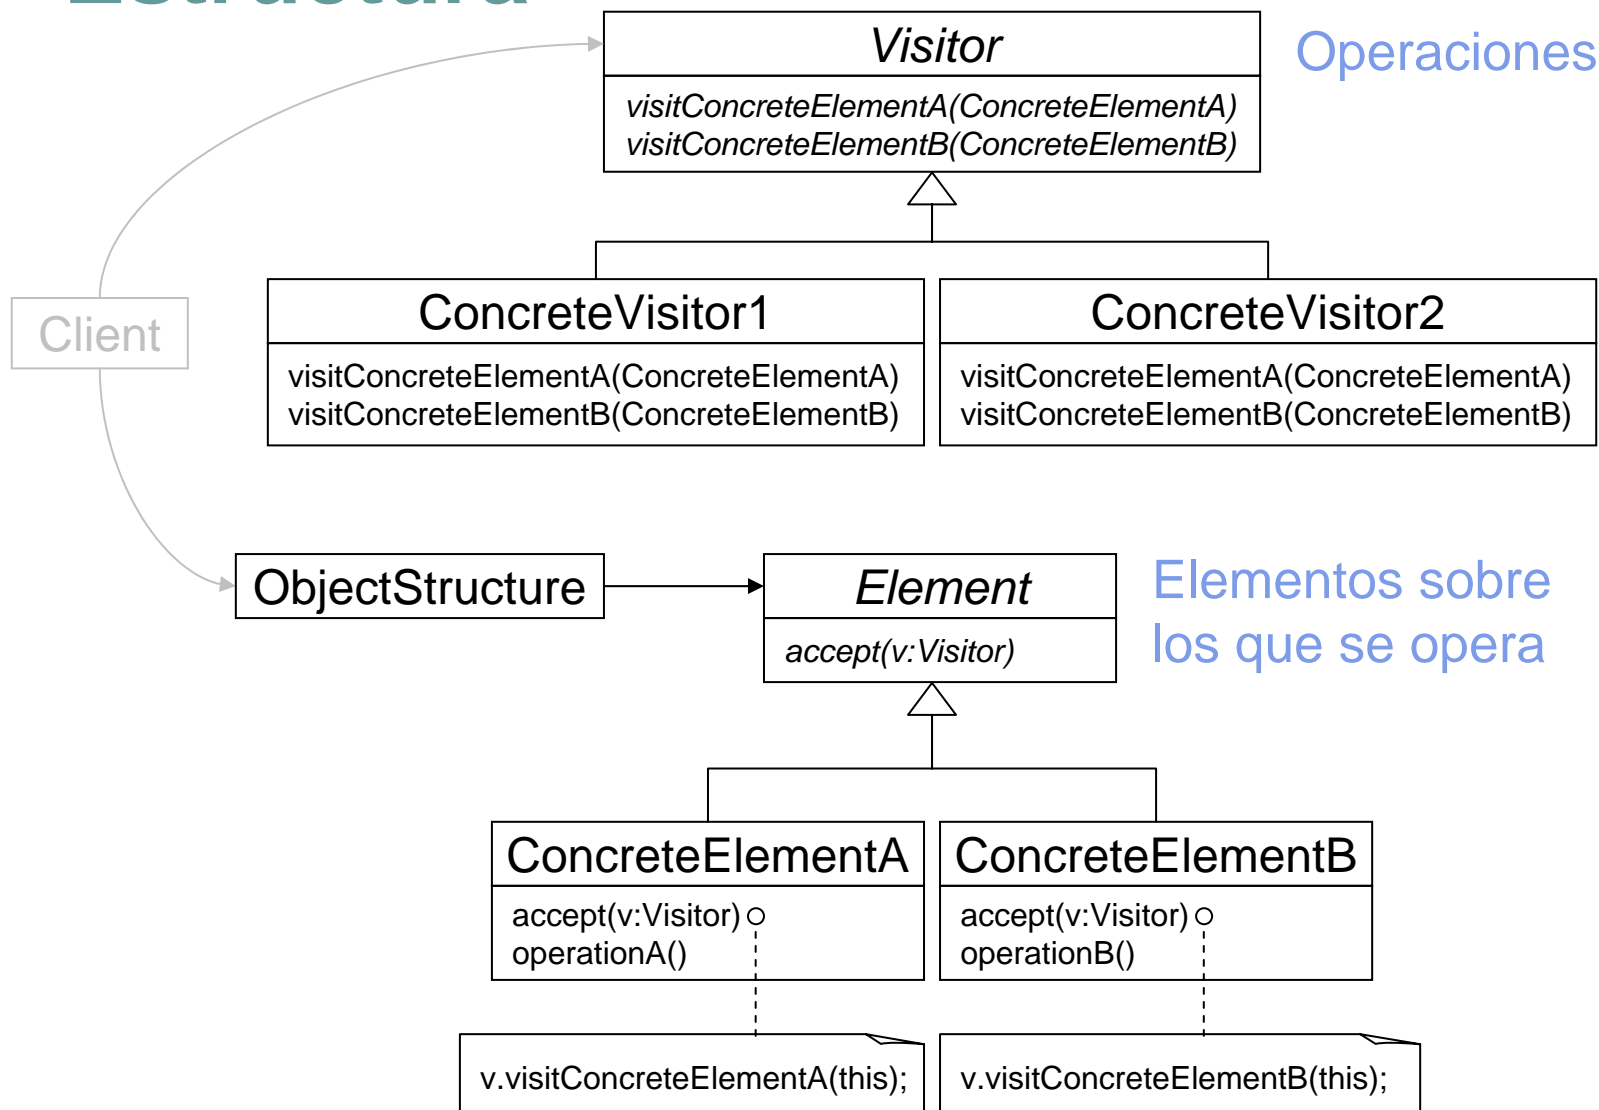 Estructura
Visitor
Operaciones
visitConcreteElementA(ConcreteElementA)
visitConcreteElementB(ConcreteElementB)
Client
ConcreteVisitor1
visitConcreteElementA(ConcreteElementA)
visitConcreteElementB(ConcreteElementB)
ConcreteVisitor2
visitConcreteElementA(ConcreteElementA)
visitConcreteElementB(ConcreteElementB)
ObjectStructure
Element
accept(v:Visitor)
Elementos sobre
los que se opera
ConcreteElementA
accept(v:Visitor)
operationA()
ConcreteElementB
accept(v:Visitor)
operationB()
v.visitConcreteElementA(this);
v.visitConcreteElementB(this);